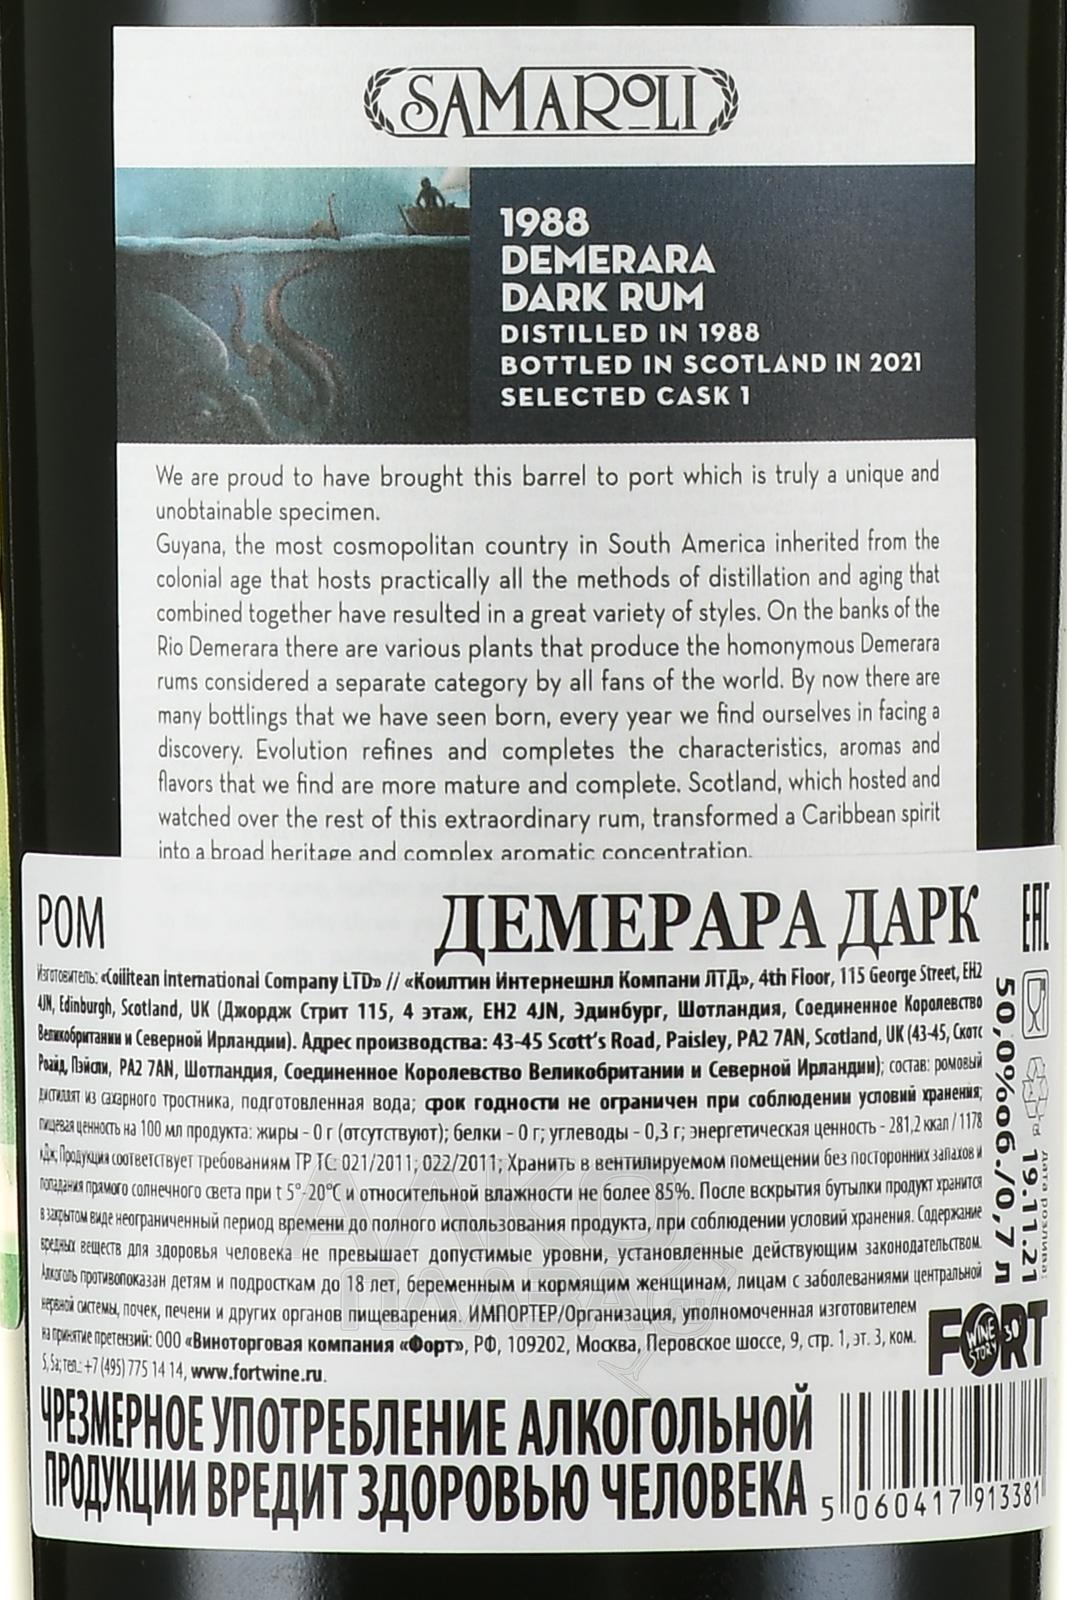 SAMAROLI
1988
DEMERARA
DARK RUM
DISTILLED IN 1988
BOTTLED IN SCOTLAND IN 2021
SELECTED CASK 1
We are proud to have brought this barrel to port which is truly a unique and
unobtainable specimen.
Guyana, the most cosmopolitan country in South America inherited from the
colonial age that hosts practically all the methods of distillation and aging that
combined together have resulted in a great variety of styles. On the banks of the
Rio Demerara there are various plants that produce the homonymous Demerara
rums considered a separate category by all fans of the world. By now there are
many bottlings that we have seen born, every year we find ourselves in facing a
discovery. Evolution refines and completes the characteristics, aromas and
flavors that we find are more mature and complete. Scotland, which hosted and
watched over the rest of this extraordinary rum, transformed a Caribbean spirit
into a broad heritage and complex aromatic concentration.
РОМ
ДЕМЕРАРА ДАРК
Изготовитель: «Coilitean International Company LTD» // «Коилтин Интернешнл Компани ЛТД», 4th Floor, 115 George Street, EH2
4JN, Edinburgh, Scotland, UK (Джордж Стрит 115, 4 этаж, EH2 4JN, Эдинбург, Шотландия, Соединенное Королевство
Великобритании и Северной Ирландии). Адрес производства: 43-45 Scott's Road, Paisley, PA2 7AN, Scotland, UK (43-45, Скотс
Роайд, Пэйсли, PA2 7AN, Шотландия, Соединенное Королевство Великобритании и Северной Ирландии); состав: ромовый
дистиллят из сахарного тростника, подготовленная вода; срок годности не ограничен при соблюдении условий хранения;
пищевая ценность на 100 мл продукта: жиры - 0 г (отсутствуют); белки - 0 г; углеводы - 0,3 г; энергетическая ценность - 281,2 ккал / 1178
кДж; Продукция соответствует требованиям ТР ТС: 021/2011; 022/2011; Хранить в вентилируемом помещении без посторонних запахов и
попадания прямого солнечного света при t 5°-20°C и относительной влажности не более 85%. После вскрытия бутылки продукт хранится
в закрытом виде неограниченный период времени до полного использования продукта, при соблюдении условий хранения. Содержание
вредных веществ для здоровья человека не превышает допустимые уровни, установленные действующим законодательством.
Алкоголь противопоказан детям и подросткам до 18 лет, беременным и кормящим женщинам, лицам с заболеваниями центральной
нервной системы, почек, печени и других органов пищеварения. ИМПОРТЕР/Организация, уполномоченная изготовителем
на принятие претензий: ООО «Виноторговая компания «Форт», РФ, 109202, Москва, Перовское шоссе, 9, стр. 1, эт. 3, ком.
5, 5а; тел.: +7 (495) 775 14 14, www.fortwine.ru.
ЧРЕЗМЕРНОЕ УПОТРЕБЛЕНИЕ АЛКОГОЛЬНОЙ
ПРОДУКЦИИ ВРЕДИТ ЗДОРОВЬЮ ЧЕЛОВЕКА
EAC
50,0%об./0,7 л
дата розлива:
19.11.21
FORT
WINE STORY 30
5 060417 913381
АЛКО
ПЛАЗА